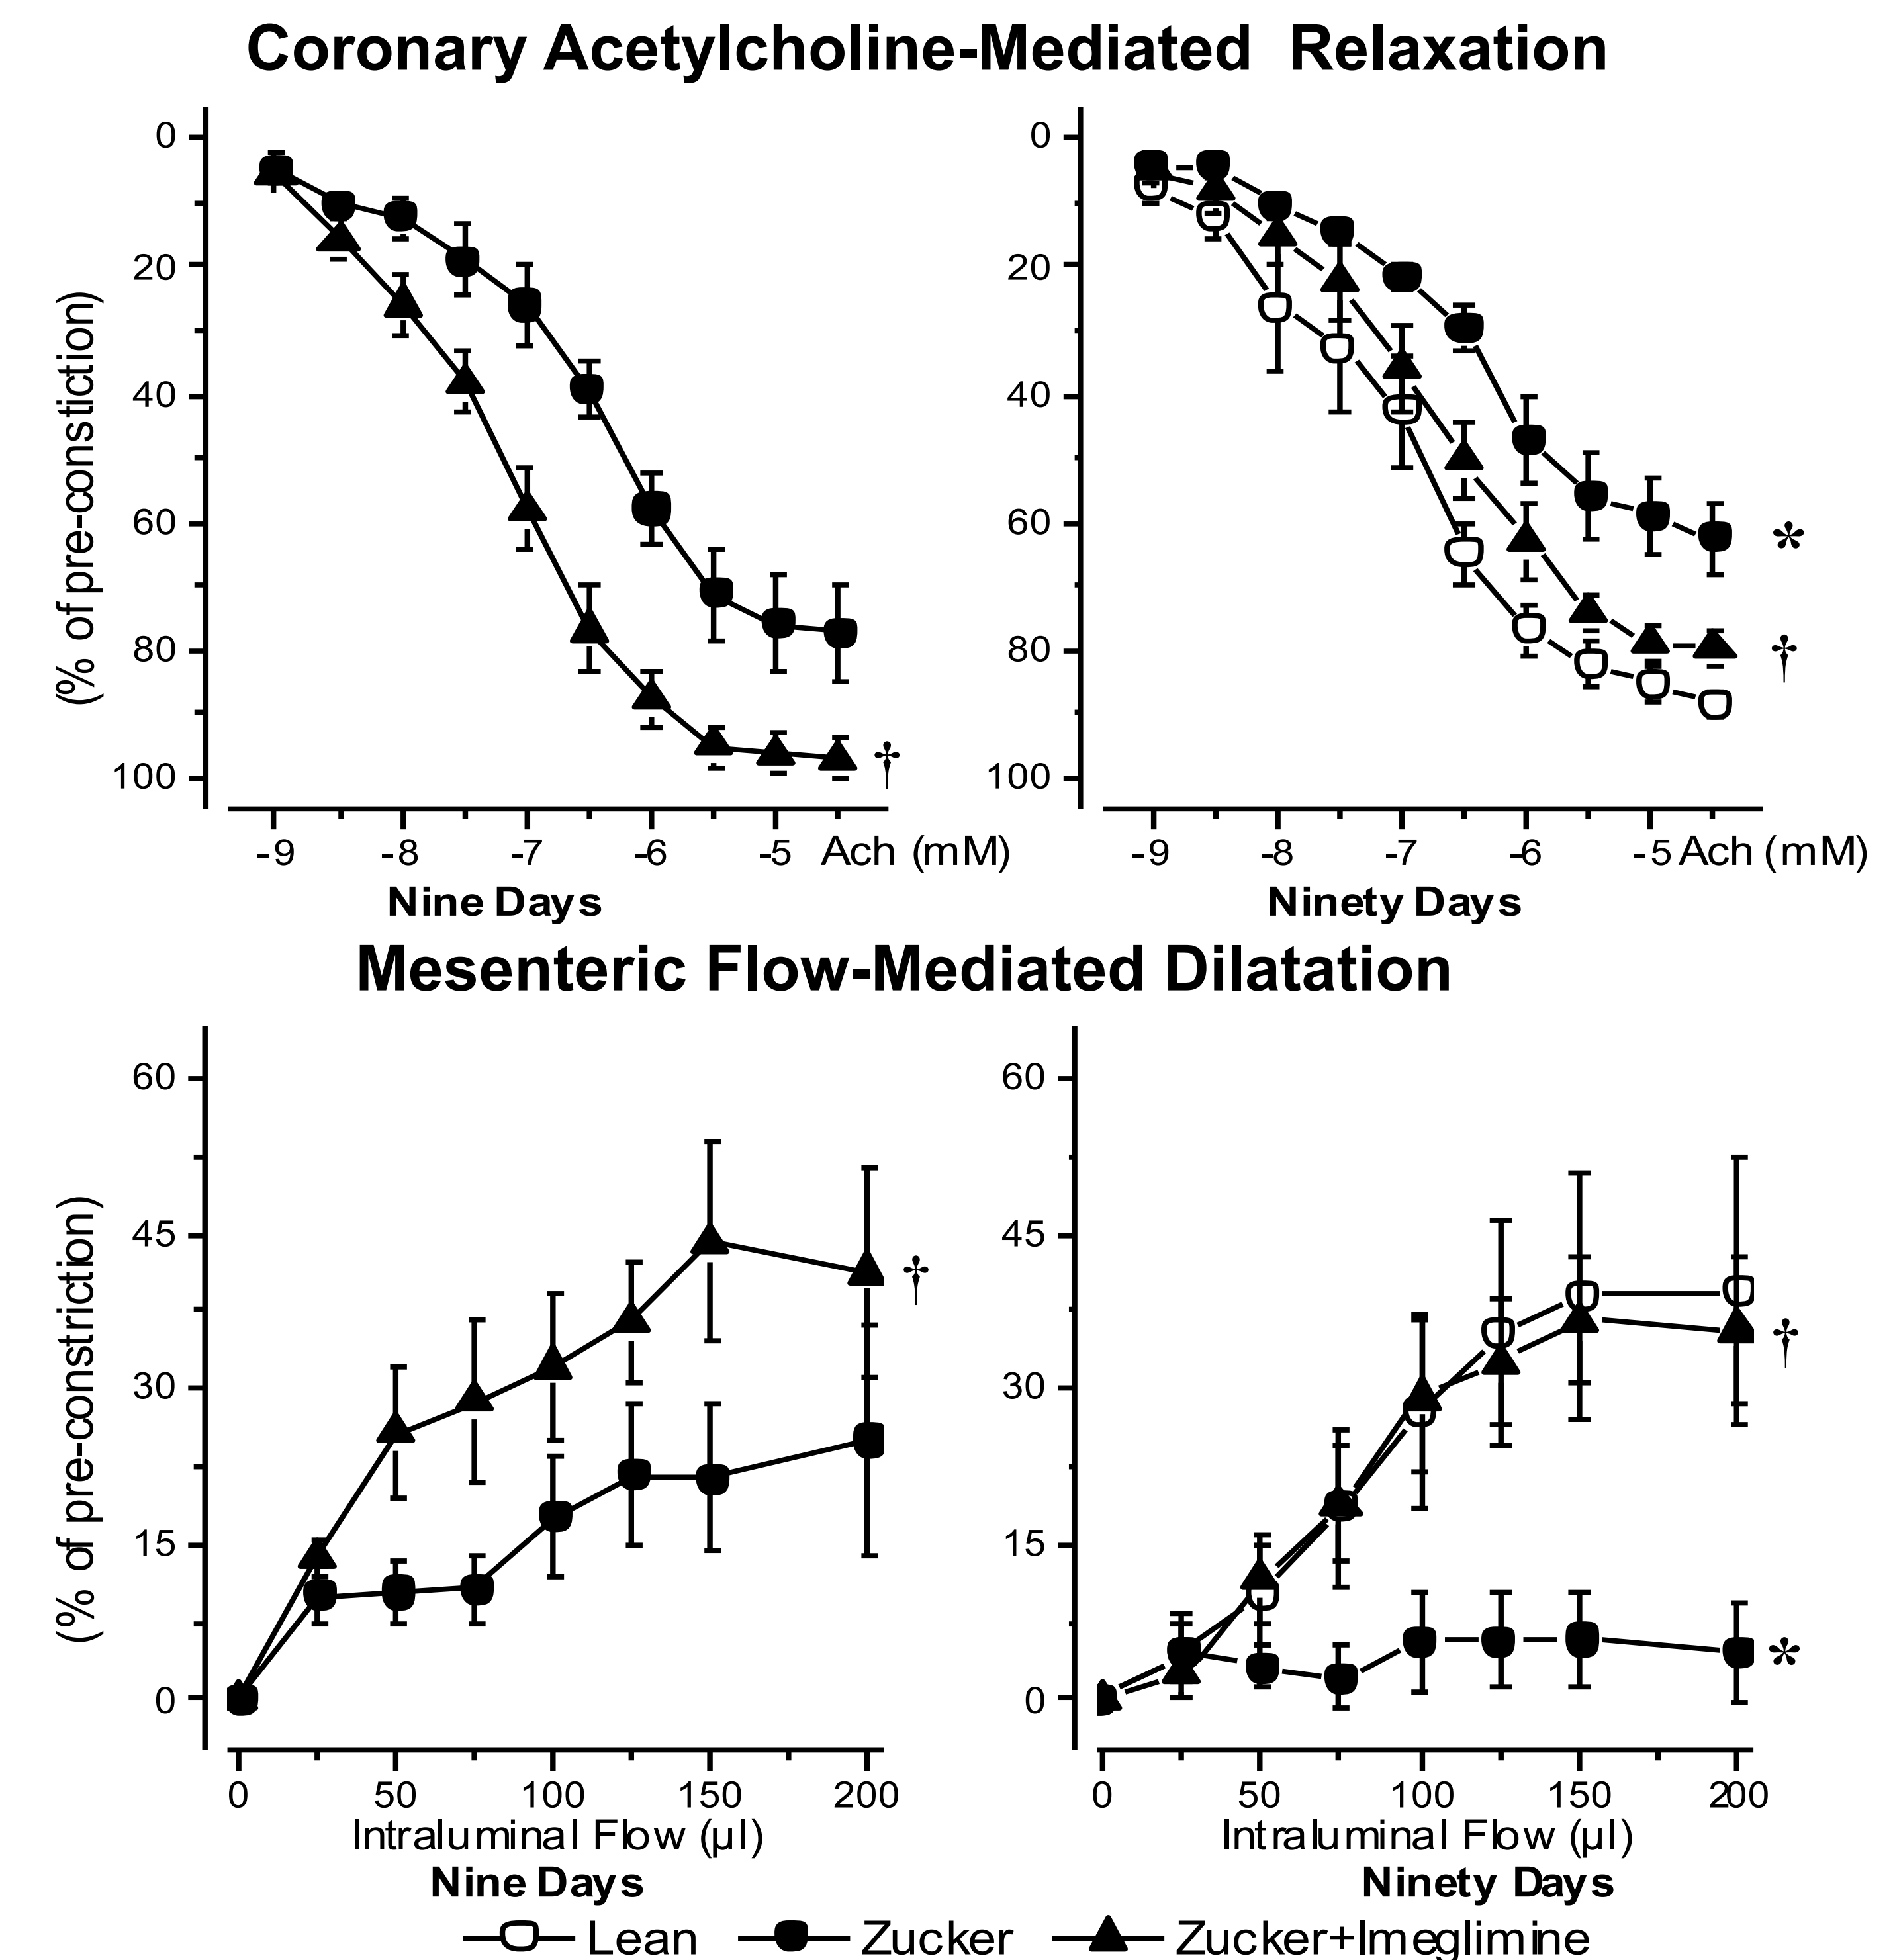 Coronary Acetylcholine-Mediated Relaxation
(% of pre-constiction)
0
20
40
60
80
100
†
-9 -8 -7 -6 -5 Ach (mM)
Nine Days
0
20
40
60
80
100
*
†
-9 -8 -7 -6 -5 Ach (mM)
Ninety Days
Mesenteric Flow-Mediated Dilatation
(% of pre-constriction)
60
45
30
15
0
†
0 50 100 150 200
Intraluminal Flow (µl)
Nine Days
60
45
30
15
0
†
*
0 50 100 150 200
Intraluminal Flow (µl)
Ninety Days
Lean Zucker Zucker+Imeglimine